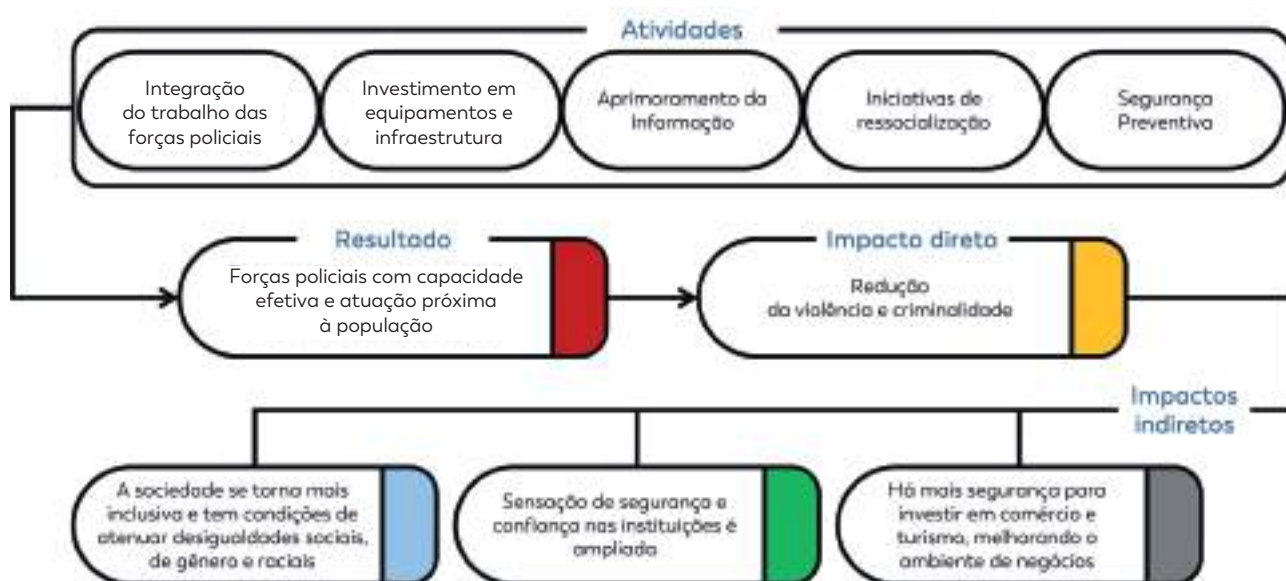 Atividades
Integração
do trabalho das
forças policiais
Investimento em
equipamentos e
infraestrutura
Aprimoramento da
Informação
Iniciativas de
ressocialização
Segurança
Preventiva
Resultado
Forças policiais com capacidade
efetiva e atuação próxima
à população
Impacto direto
Redução
da violência e criminalidade
Impactos
indiretos
A sociedade se torna mais
inclusiva e tem condições de
atenuar desigualdades sociais,
de gênero e raciais
Sensação de segurança e
confiança nas instituições é
ampliada
Há mais segurança para
investir em comércio e
turismo, melhorando o
ambiente de negócios